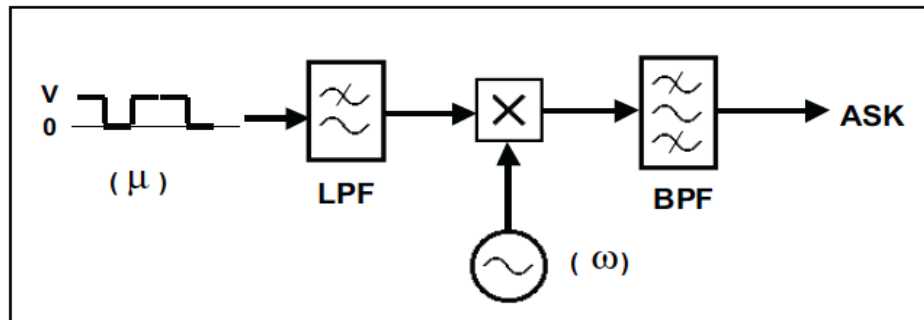 V
0
( μ )
LPF
×
( ω)
BPF
ASK